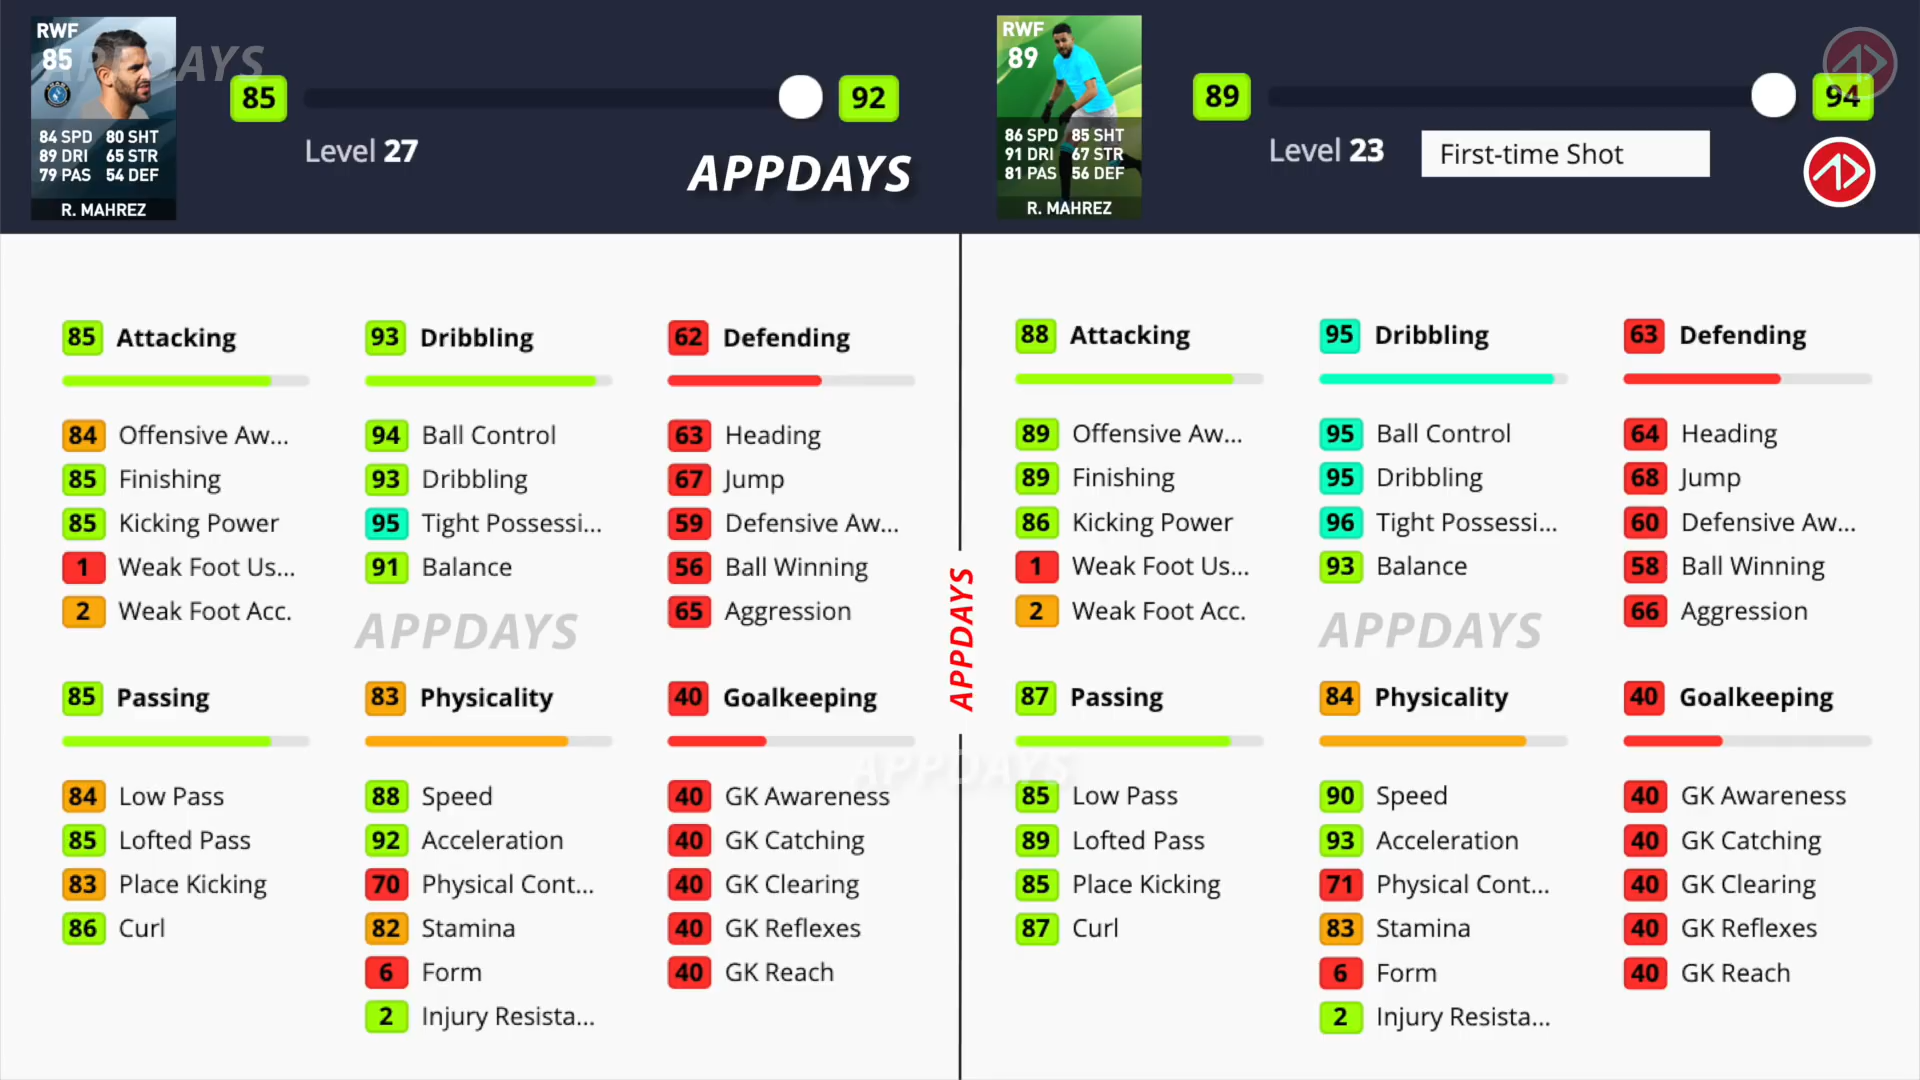 RWF
85
84 SPD 80 SHT
89 DRI 65 STR
79 PAS 54 DEF
R. MAHREZ
APPDAYS
85
92
Level 27
APPDAYS
RWF
89
86 SPD 85 SHT
91 DRI 67 STR
81 PAS 56 DEF
R. MAHREZ
89
94
Level 23
First-time Shot
85 Attacking
84 Offensive Aw...
85 Finishing
85 Kicking Power
1 Weak Foot Us...
2 Weak Foot Acc.
93 Dribbling
94 Ball Control
93 Dribbling
95 Tight Possessi...
91 Balance
APPDAYS
62 Defending
63 Heading
67 Jump
59 Defensive Aw...
56 Ball Winning
65 Aggression
85 Passing
84 Low Pass
85 Lofted Pass
83 Place Kicking
86 Curl
83 Physicality
88 Speed
92 Acceleration
70 Physical Cont...
82 Stamina
6 Form
2 Injury Resista...
40 Goalkeeping
40 GK Awareness
40 GK Catching
40 GK Clearing
40 GK Reflexes
40 GK Reach
APPDAYS
APPDAYS
88 Attacking
89 Offensive Aw...
89 Finishing
86 Kicking Power
1 Weak Foot Us...
2 Weak Foot Acc.
95 Dribbling
95 Ball Control
95 Dribbling
96 Tight Possessi...
93 Balance
APPDAYS
63 Defending
64 Heading
68 Jump
60 Defensive Aw...
58 Ball Winning
66 Aggression
87 Passing
85 Low Pass
89 Lofted Pass
85 Place Kicking
87 Curl
84 Physicality
90 Speed
93 Acceleration
71 Physical Cont...
83 Stamina
6 Form
2 Injury Resista...
40 Goalkeeping
40 GK Awareness
40 GK Catching
40 GK Clearing
40 GK Reflexes
40 GK Reach